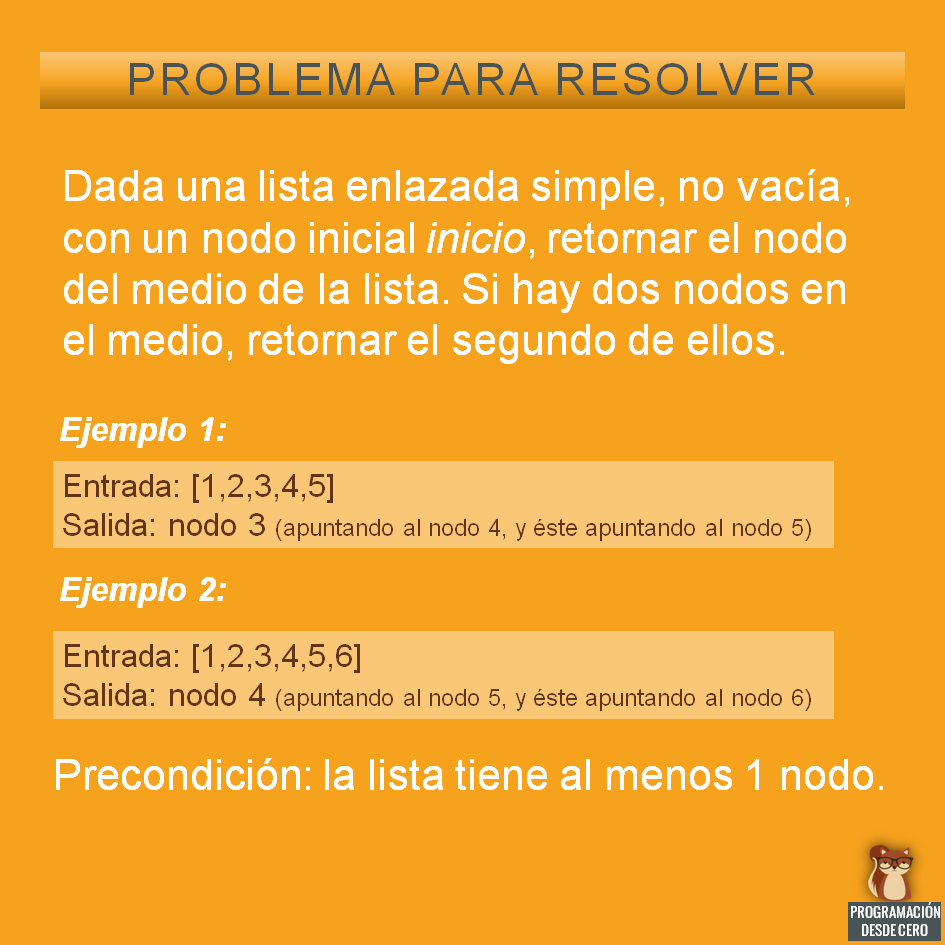 PROBLEMA PARA RESOLVER
Dada una lista enlazada simple, no vacía,
con un nodo inicial inicio, retornar el nodo
del medio de la lista. Si hay dos nodos en
el medio, retornar el segundo de ellos.
Ejemplo 1:
Entrada: [1,2,3,4,5]
Salida: nodo 3 (apuntando al nodo 4, y éste apuntando al nodo 5)
Ejemplo 2:
Entrada: [1,2,3,4,5,6]
Salida: nodo 4 (apuntando al nodo 5, y éste apuntando al nodo 6)
Precondición: la lista tiene al menos 1 nodo.
PROGRAMACIÓN
DESDE CERO